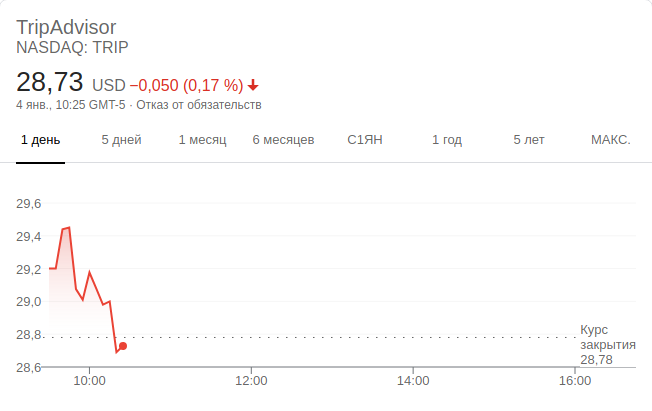 TripAdvisor
NASDAQ: TRIP
28,73 USD −0,050 (0,17 %)
4 янв., 10:25 GMT-5 · Отказ от обязательств
1 день 5 дней 1 месяц 6 месяцев С1ЯН 1 год 5 лет МАКС.
29,6
29,4
29,2
29,0
28,8
28,6
Курс
закрытия
28,78
10:00 12:00 14:00 16:00